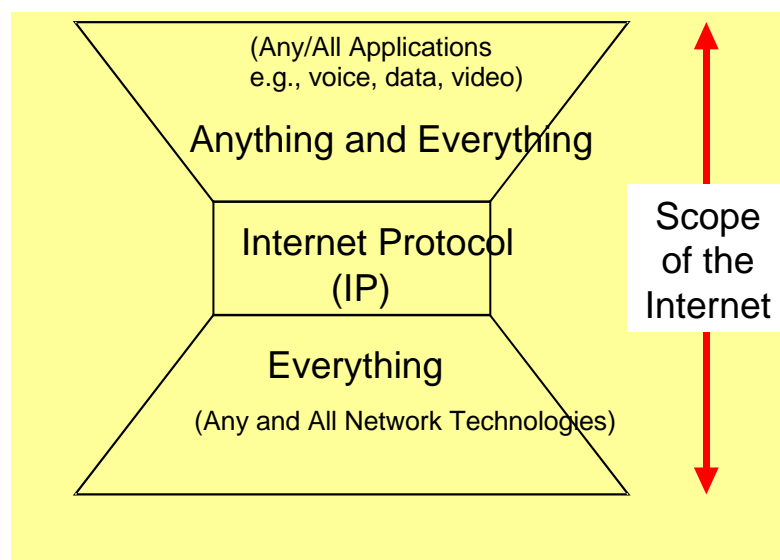 (Any/All Applications
e.g., voice, data, video)
Anything and Everything
Internet Protocol
(IP)
Everything
(Any and All Network Technologies)
Scope
of the
Internet